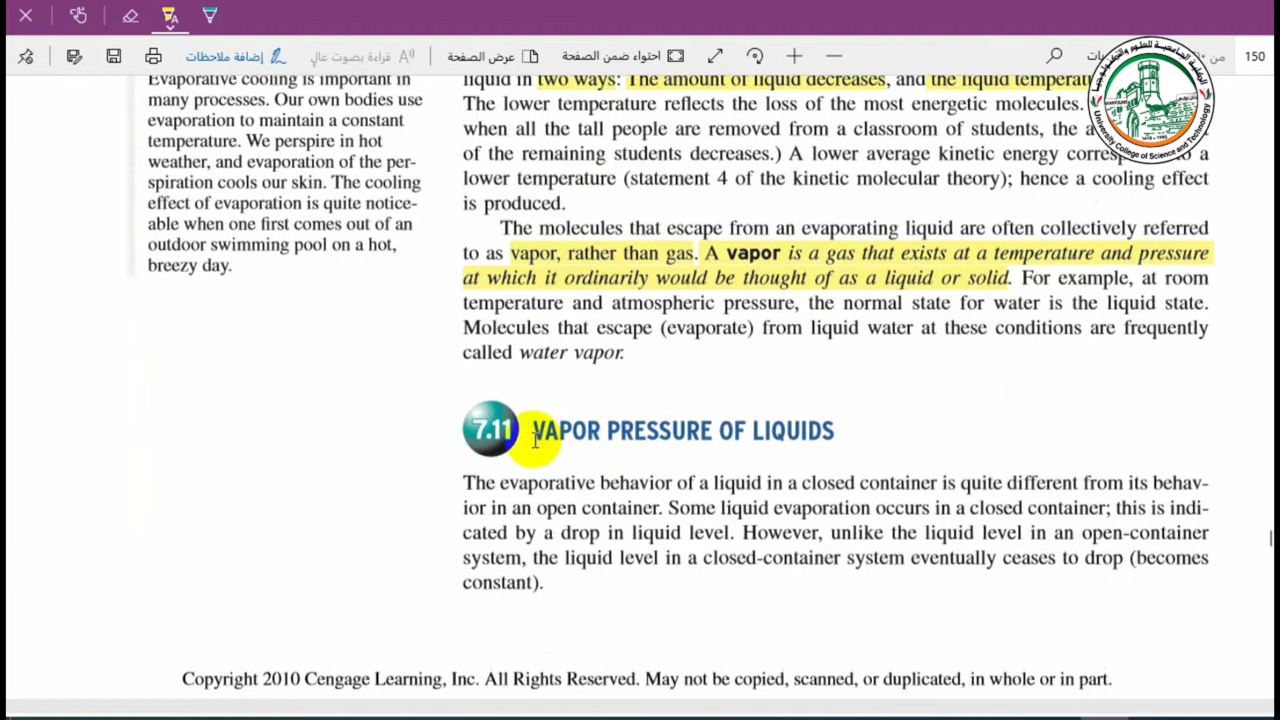 إضافة ملاحظات
قراءة بصوت عالٍ
عرض الصفحة
احتواء ضمن الصفحة
من
150
University College of Science and Technology
Evaporative cooling is important in
many processes. Our own bodies use
evaporation to maintain a constant
temperature. We perspire in hot
weather, and evaporation of the per-
spiration cools our skin. The cooling
effect of evaporation is quite notice-
able when one first comes out of an
outdoor swimming pool on a hot,
breezy day.
liquid in two ways: The amount of liquid decreases, and the liquid
The lower temperature reflects the loss of the most energetic molecules.
when all the tall people are removed from a classroom of students, the
of the remaining students decreases.) A lower average kinetic energy a
lower temperature (statement 4 of the kinetic molecular theory); hence a cooling effect
is produced.
The molecules that escape from an evaporating liquid are often collectively referred
to as vapor, rather than gas. A vapor is a gas that exists at a temperature and pressure
at which it ordinarily would be thought of as a liquid or solid. For example, at room
temperature and atmospheric pressure, the normal state for water is the liquid state.
Molecules that escape (evaporate) from liquid water at these conditions are frequently
called water vapor.
7.11 VAPOR PRESSURE OF LIQUIDS
The evaporative behavior of a liquid in a closed container is quite different from its behav-
ior in an open container. Some liquid evaporation occurs in a closed container; this is indi-
cated by a drop in liquid level. However, unlike the liquid level in an open-container
system, the liquid level in a closed-container system eventually ceases to drop (becomes
constant).
Copyright 2010 Cengage Learning, Inc. All Rights Reserved. May not be copied, scanned, or duplicated, in whole or in part.